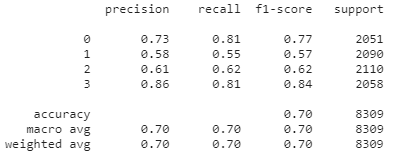 precision recall f1-score support
0 0.73 0.81 0.77 2051
1 0.58 0.55 0.57 2090
2 0.61 0.62 0.62 2110
3 0.86 0.81 0.84 2058
accuracy 0.70 8309
macro avg 0.70 0.70 0.70 8309
weighted avg 0.70 0.70 0.70 8309